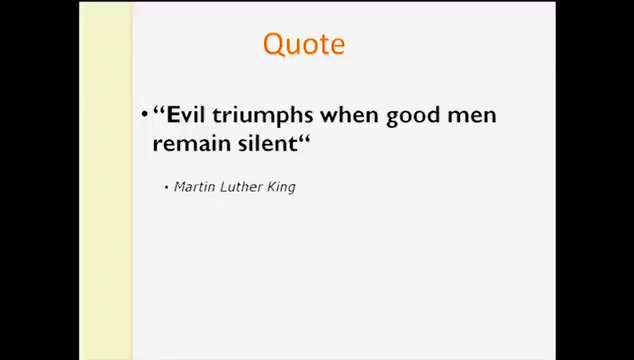 Quote
• “Evil triumphs when good men
remain silent“
• Martin Luther King